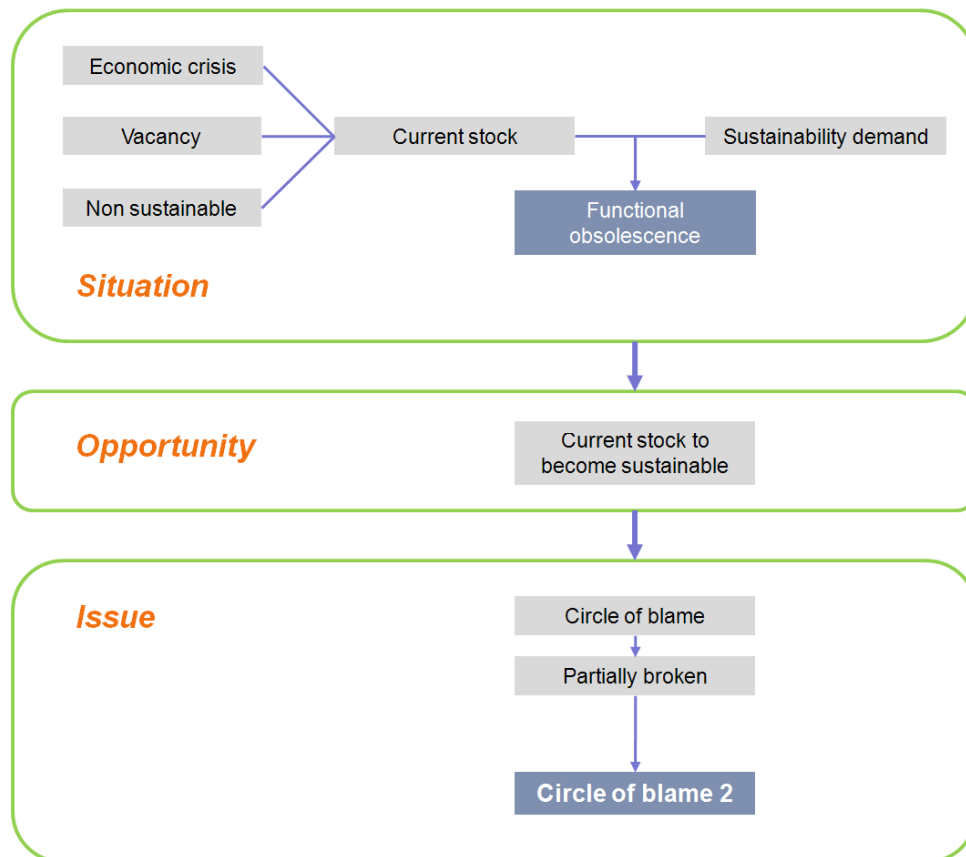 Economic crisis
Vacancy
Current stock
Sustainability demand
Non sustainable
Functional
obsolescence
Situation
Opportunity
Current stock to
become sustainable
Issue
Circle of blame
Partially broken
Circle of blame 2